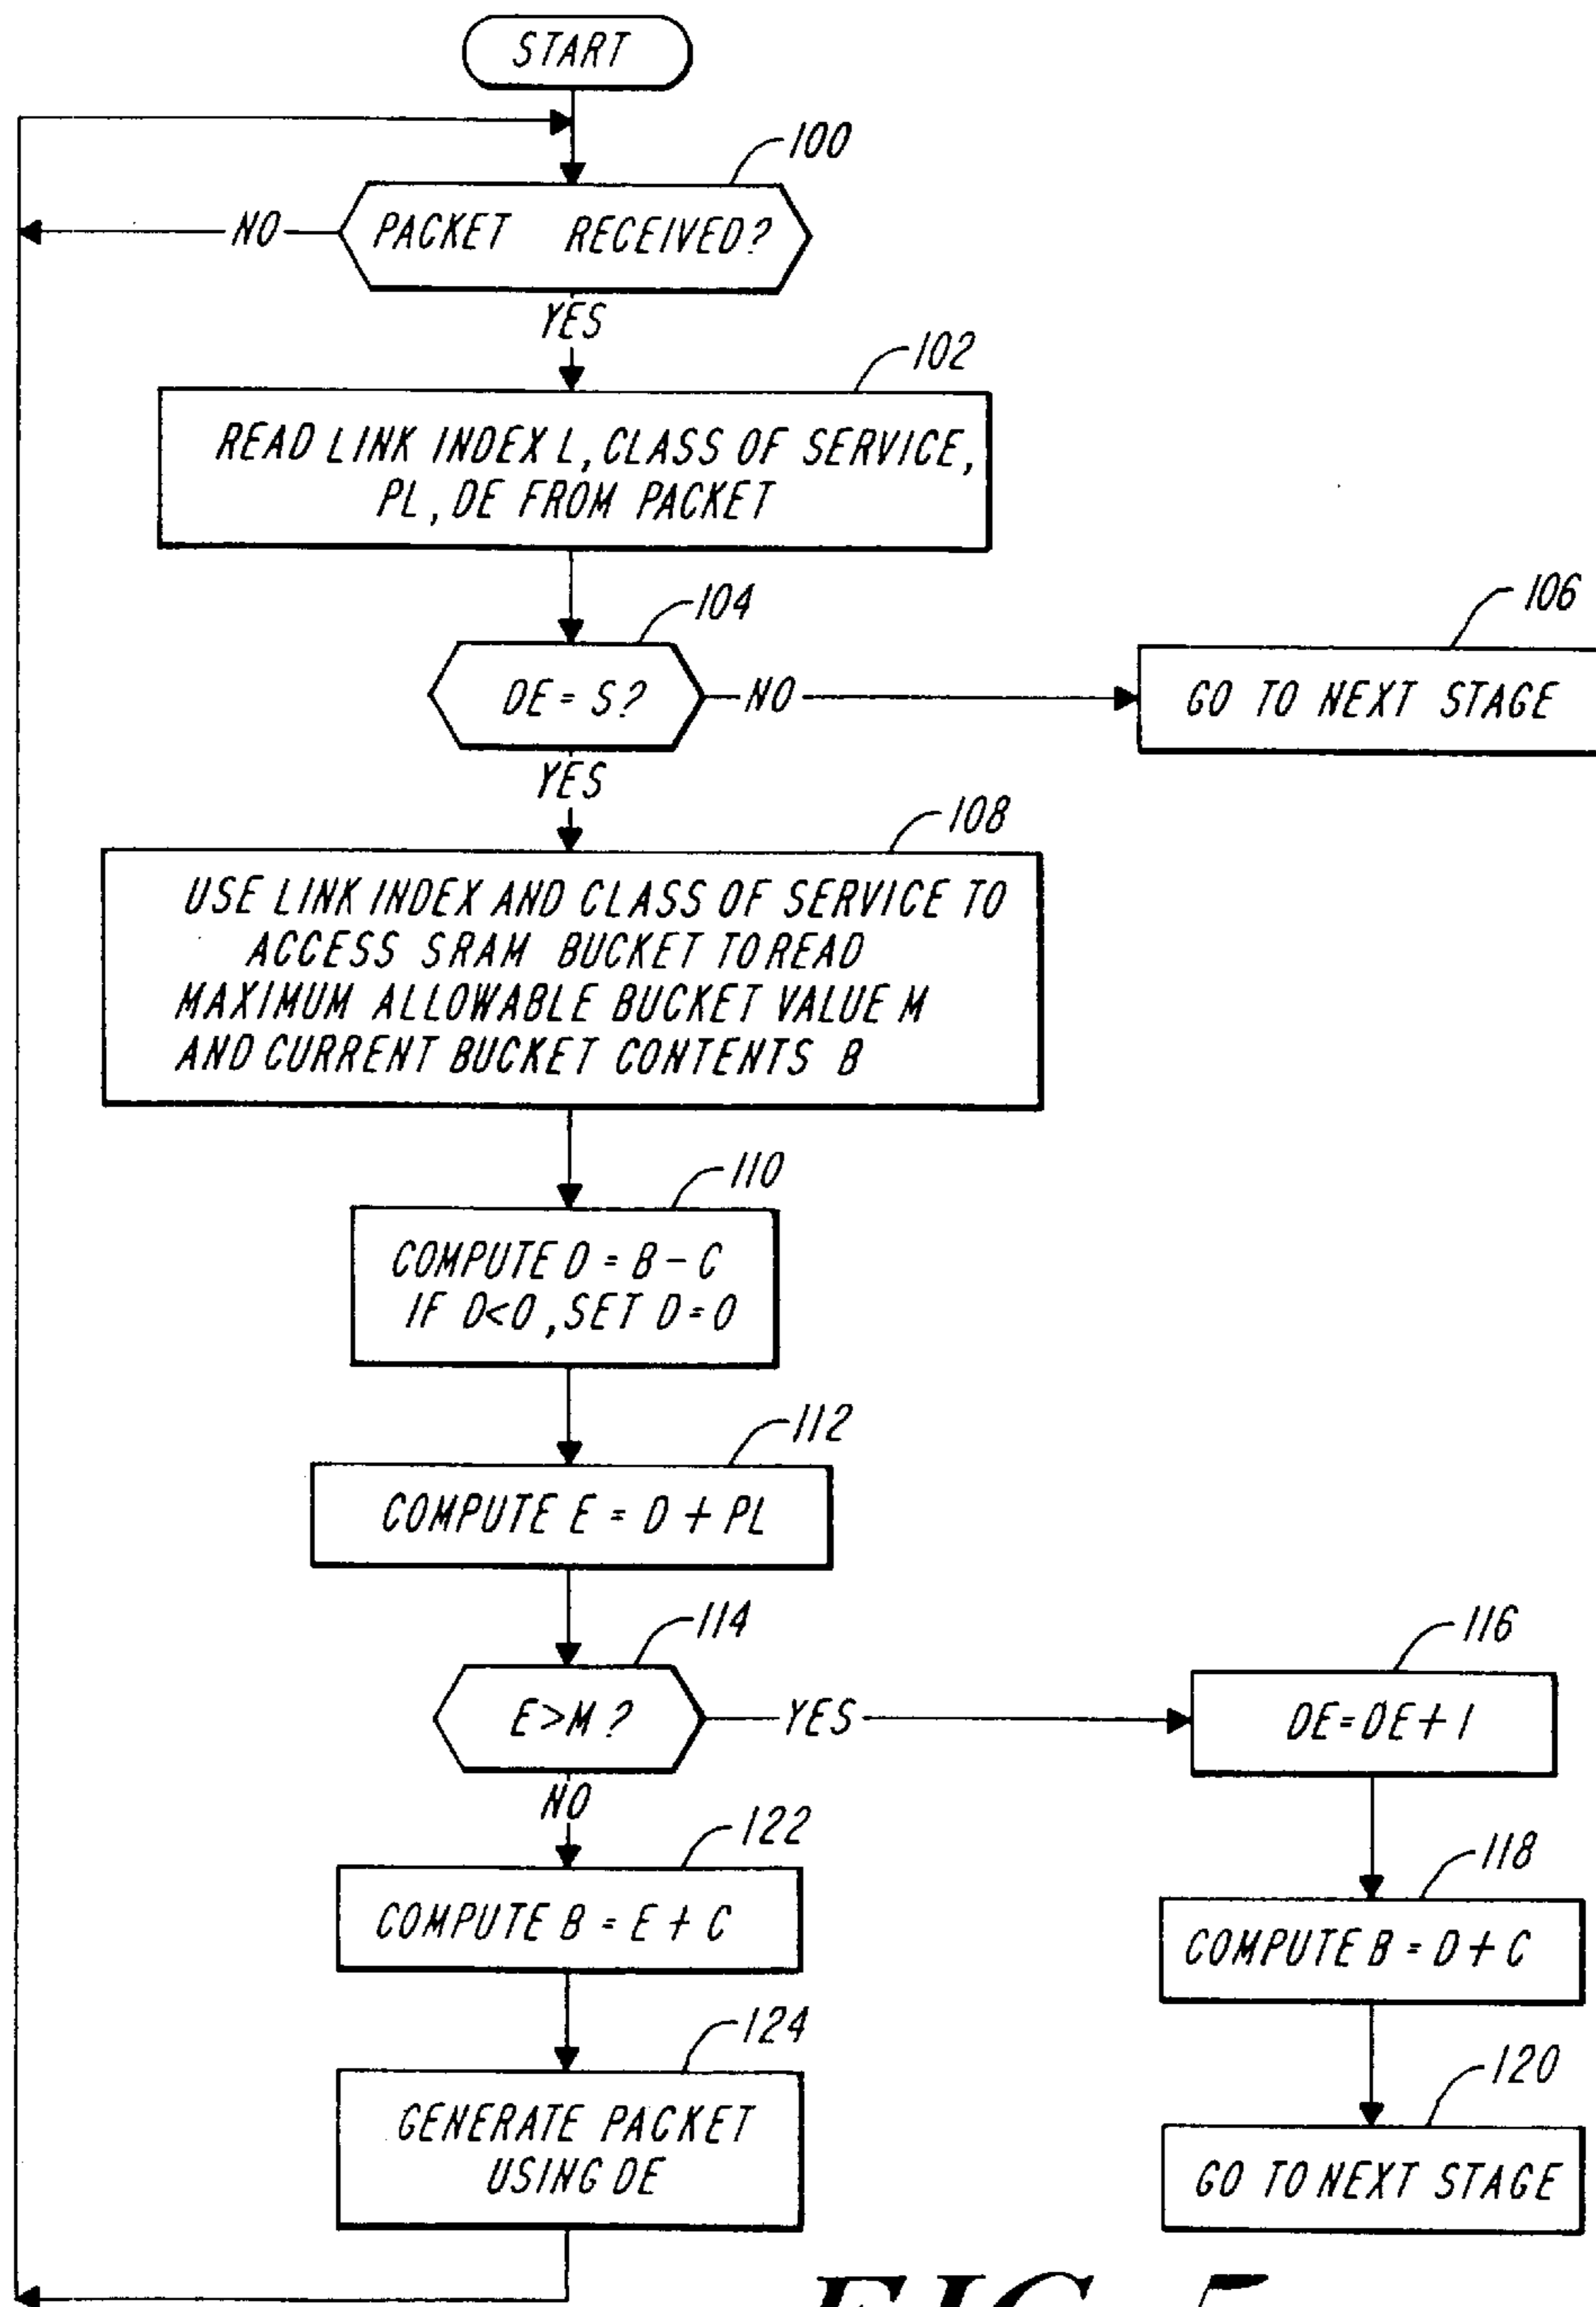 START
100
PACKET RECEIVED?
NO
YES
102
READ LINK INDEX L, CLASS OF SERVICE,
PL, DE FROM PACKET
104
DE = S?
NO
106
GO TO NEXT STAGE
YES
108
USE LINK INDEX AND CLASS OF SERVICE TO
ACCESS SRAM BUCKET TO READ
MAXIMUM ALLOWABLE BUCKET VALUE M
AND CURRENT BUCKET CONTENTS B
110
COMPUTE D = B - C
IF D<0, SET D=0
112
COMPUTE E = D + PL
114
E>M?
YES
116
DE=DE+1
NO
122
COMPUTE B = E + C
118
COMPUTE B = D + C
124
GENERATE PACKET
USING DE
120
GO TO NEXT STAGE
FIG. 5